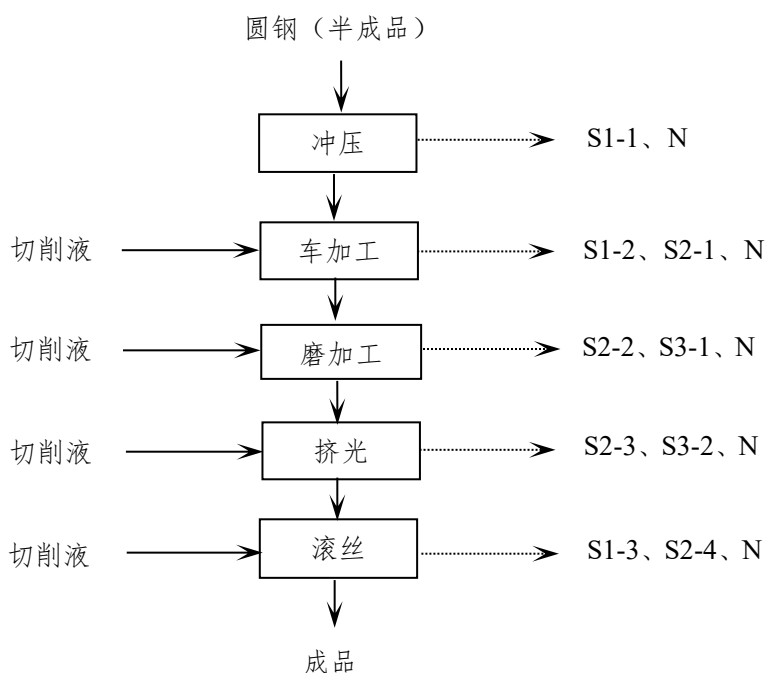 圆钢（半成品）
冲压
S1-1、N
切削液
车加工
S1-2、S2-1、N
切削液
磨加工
S2-2、S3-1、N
切削液
挤光
S2-3、S3-2、N
切削液
滚丝
S1-3、S2-4、N
成品